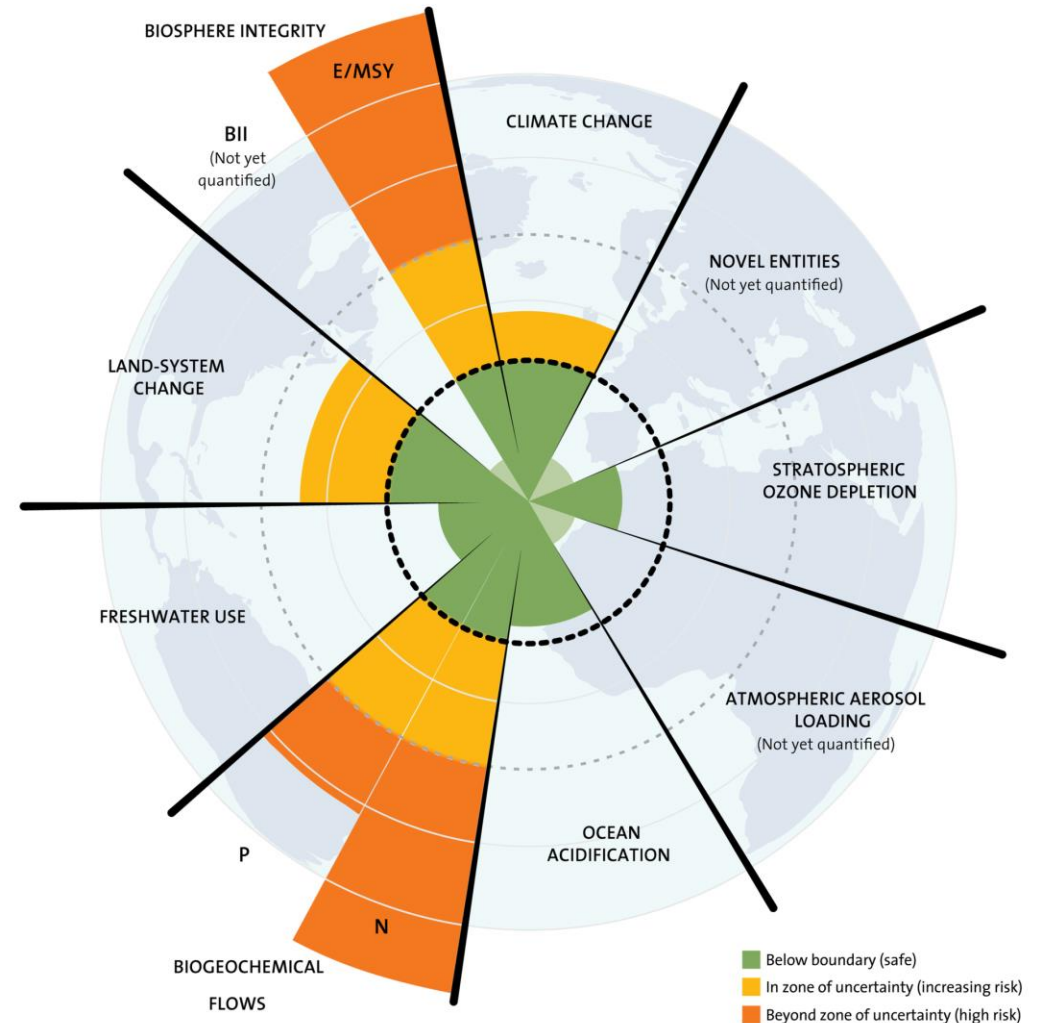 BIOSPHERE INTEGRITY
E/MSY
BII
(Not yet
quantified)
CLIMATE CHANGE
NOVEL ENTITIES
(Not yet quantified)
LAND-SYSTEM
CHANGE
STRATOSPHERIC
OZONE DEPLETION
FRESHWATER USE
ATMOSPHERIC AEROSOL
LOADING
(Not yet quantified)
OCEAN
ACIDIFICATION
P
N
BIOGEOCHEMICAL
FLOWS
Below boundary (safe)
In zone of uncertainty (increasing risk)
Beyond zone of uncertainty (high risk)